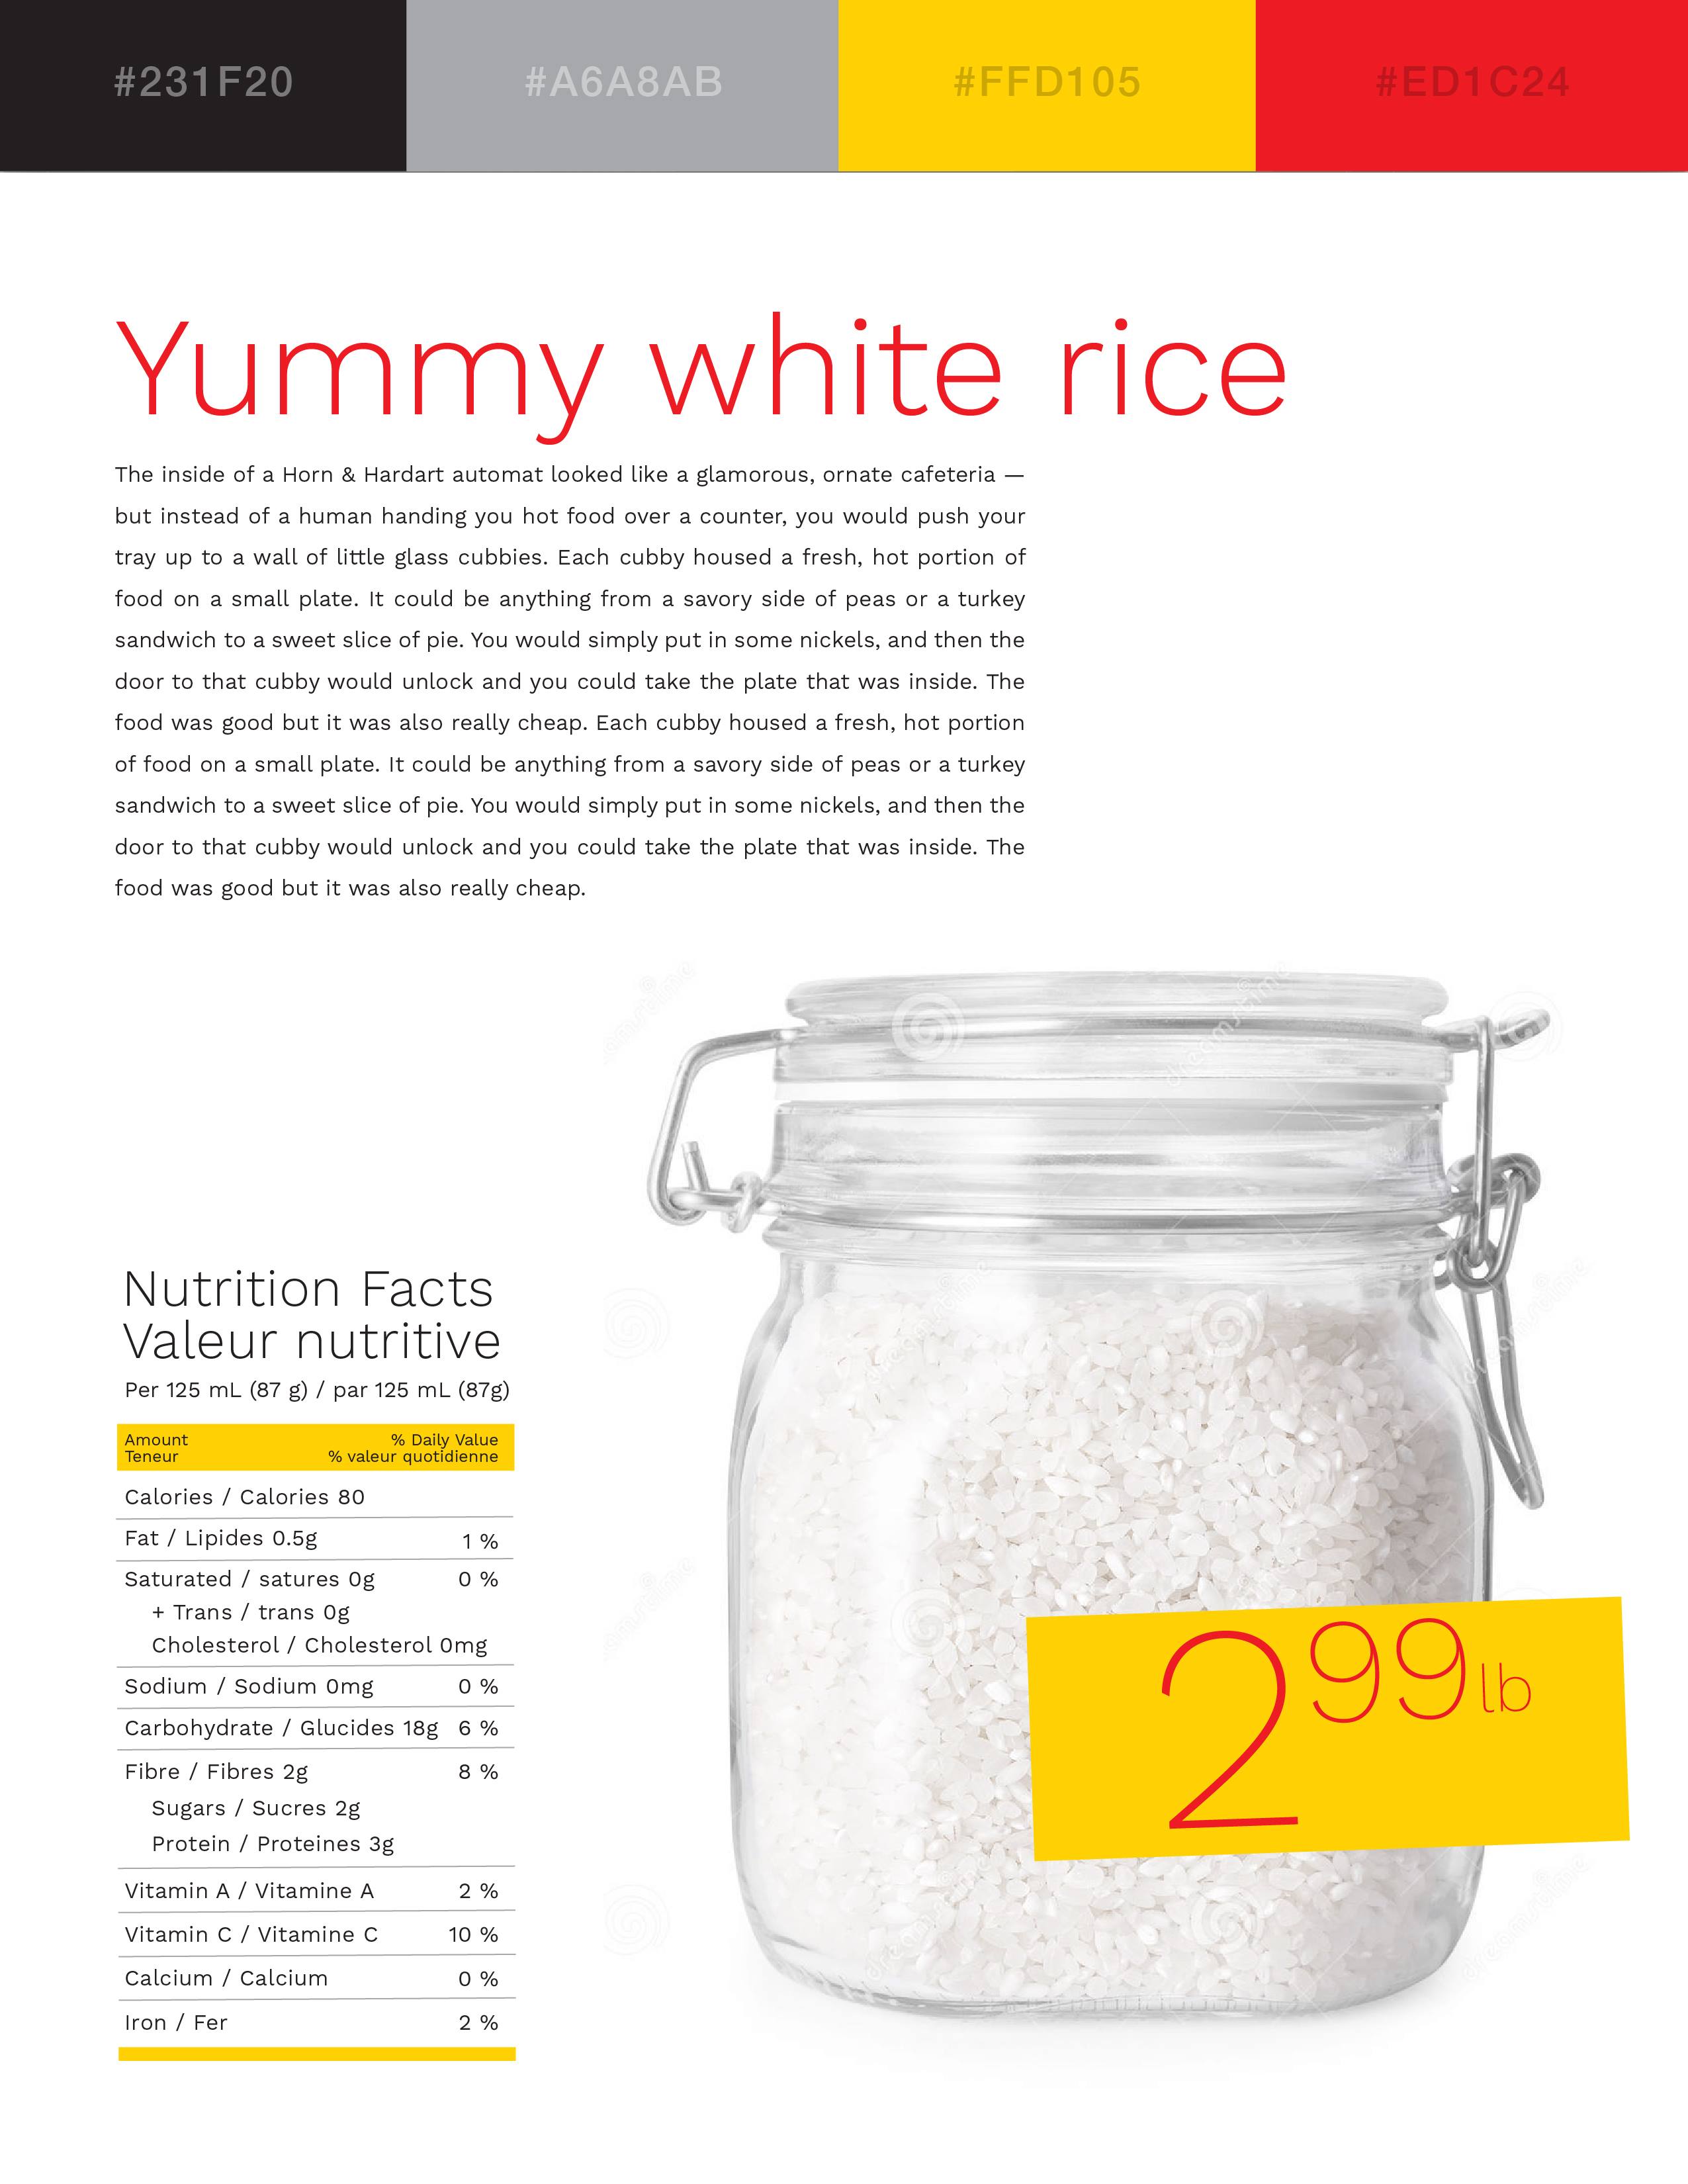 #231F20
#A6A8AB
#FFD105
#ED1C24
Yummy white rice
The inside of a Horn & Hardart automat looked like a glamorous, ornate cafeteria —
but instead of a human handing you hot food over a counter, you would push your
tray up to a wall of little glass cubbies. Each cubby housed a fresh, hot portion of
food on a small plate. It could be anything from a savory side of peas or a turkey
sandwich to a sweet slice of pie. You would simply put in some nickels, and then the
door to that cubby would unlock and you could take the plate that was inside. The
food was good but it was also really cheap. Each cubby housed a fresh, hot portion
of food on a small plate. It could be anything from a savory side of peas or a turkey
sandwich to a sweet slice of pie. You would simply put in some nickels, and then the
door to that cubby would unlock and you could take the plate that was inside. The
food was good but it was also really cheap.
Nutrition Facts
Valeur nutritive
Per 125 mL (87 g) / par 125 mL (87g)
Amount % Daily Value
Teneur % valeur quotidienne
Calories / Calories 80
Fat / Lipides 0.5g 1 %
Saturated / satures 0g 0 %
+ Trans / trans 0g
Cholesterol / Cholesterol 0mg
Sodium / Sodium 0mg 0 %
Carbohydrate / Glucides 18g 6 %
Fibre / Fibres 2g 8 %
Sugars / Sucres 2g
Protein / Proteines 3g
Vitamin A / Vitamine A 2 %
Vitamin C / Vitamine C 10 %
Calcium / Calcium 0 %
Iron / Fer 2 %
299 lb
dreamstime
dreamstime
dreamstime
dreamstime
dreamstime
dreamstime
dreamstime